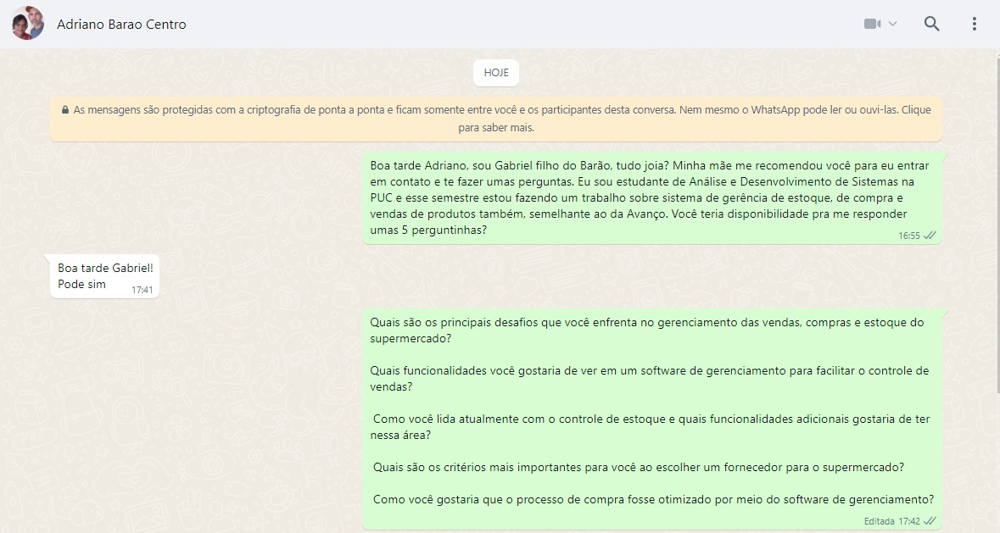 Adriano Barao Centro
HOJE
As mensagens são protegidas com a criptografia de ponta a ponta e ficam somente entre você e os participantes desta conversa. Nem mesmo o WhatsApp pode ler ou ouvi-las. Clique
para saber mais.
Boa tarde Adriano, sou Gabriel filho do Barão, tudo joia? Minha mãe me recomendou você para eu entrar
em contato e te fazer umas perguntas. Eu sou estudante de Análise e Desenvolvimento de Sistemas na
PUC e esse semestre estou fazendo um trabalho sobre sistema de gerência de estoque, de compra e
vendas de produtos também, semelhante ao da Avanço. Você teria disponibilidade pra me responder
umas 5 perguntinhas?
16:55
Boa tarde Gabriel!
Pode sim
17:41
Quais são os principais desafios que você enfrenta no gerenciamento das vendas, compras e estoque do
supermercado?
Quais funcionalidades você gostaria de ver em um software de gerenciamento para facilitar o controle de
vendas?
Como você lida atualmente com o controle de estoque e quais funcionalidades adicionais gostaria de ter
nessa área?
Quais são os critérios mais importantes para você ao escolher um fornecedor para o supermercado?
Como você gostaria que o processo de compra fosse otimizado por meio do software de gerenciamento?
Editada 17:42